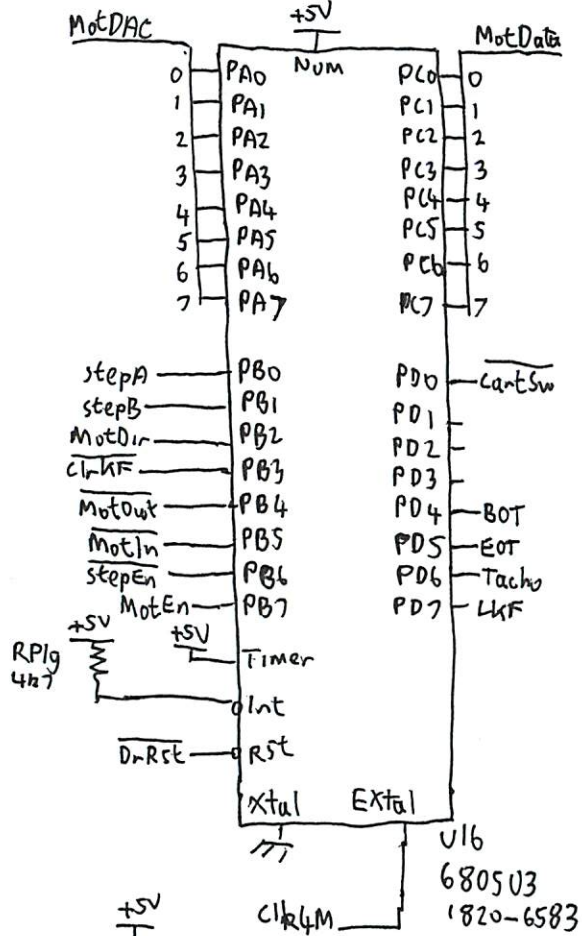 +5V
MotDAC
MotData
NUM
0 PA0 PC0 0
1 PA1 PC1 1
2 PA2 PC2 2
3 PA3 PC3 3
4 PA4 PC4 4
5 PA5 PC5 5
6 PA6 PC6 6
7 PA7 PC7 7
stepA PB0 PD0 CartSw
stepB PB1 PD1
MotDir PB2 PD2
ClrKF PB3 PD3
MotOut PB4 PD4 BOT
MotIn PB5 PD5 EOT
stepEn PB6 PD6 Tacho
MotEn PB7 PD7 LKF
+5V
+5V
Timer
RP1g
4k7
Int
DrRst Rst
Xtal EXtal
U16
6805U3
1820-6583
+5V
Clk4M